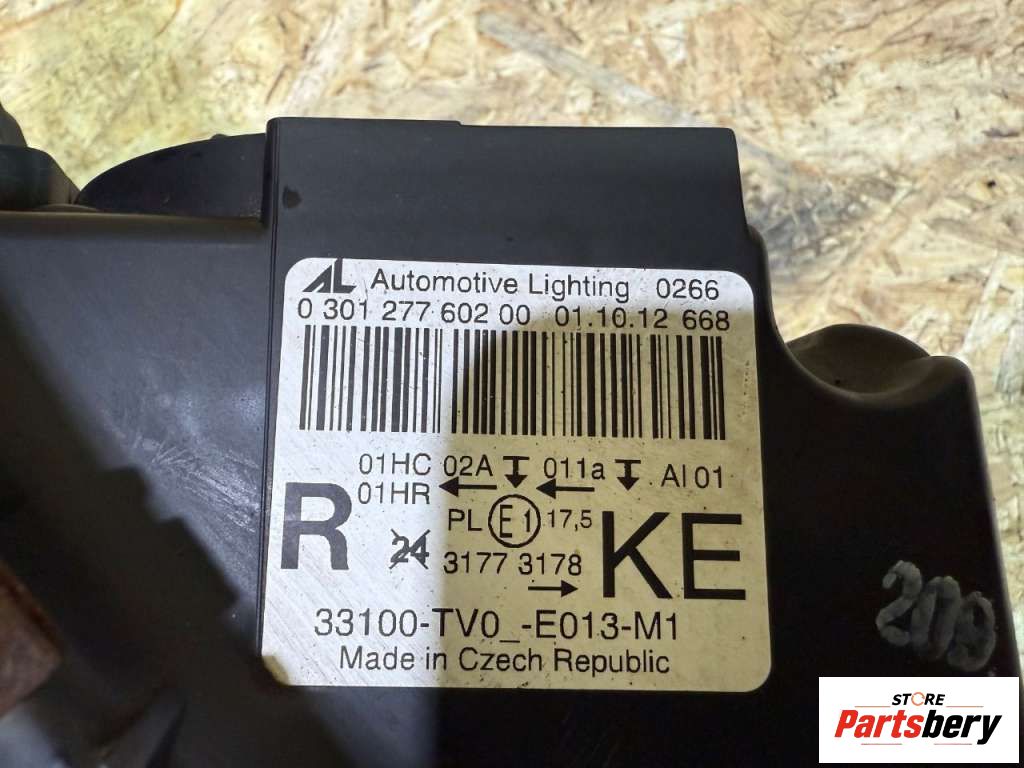 AL Automotive Lighting 0266
0 301 277 602 00 01.10.12 668
01HC 02A 011a AI 01
01HR
R PL E1 17,5 KE
24 3177 3178
33100-TV0_-E013-M1
Made in Czech Republic
209
STORE
Partsbery